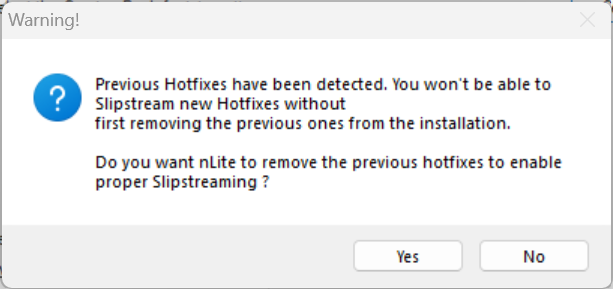 Warning!
Previous Hotfixes have been detected. You won't be able to
Slipstream new Hotfixes without
first removing the previous ones from the installation.
Do you want nLite to remove the previous hotfixes to enable
proper Slipstreaming ?
Yes
No